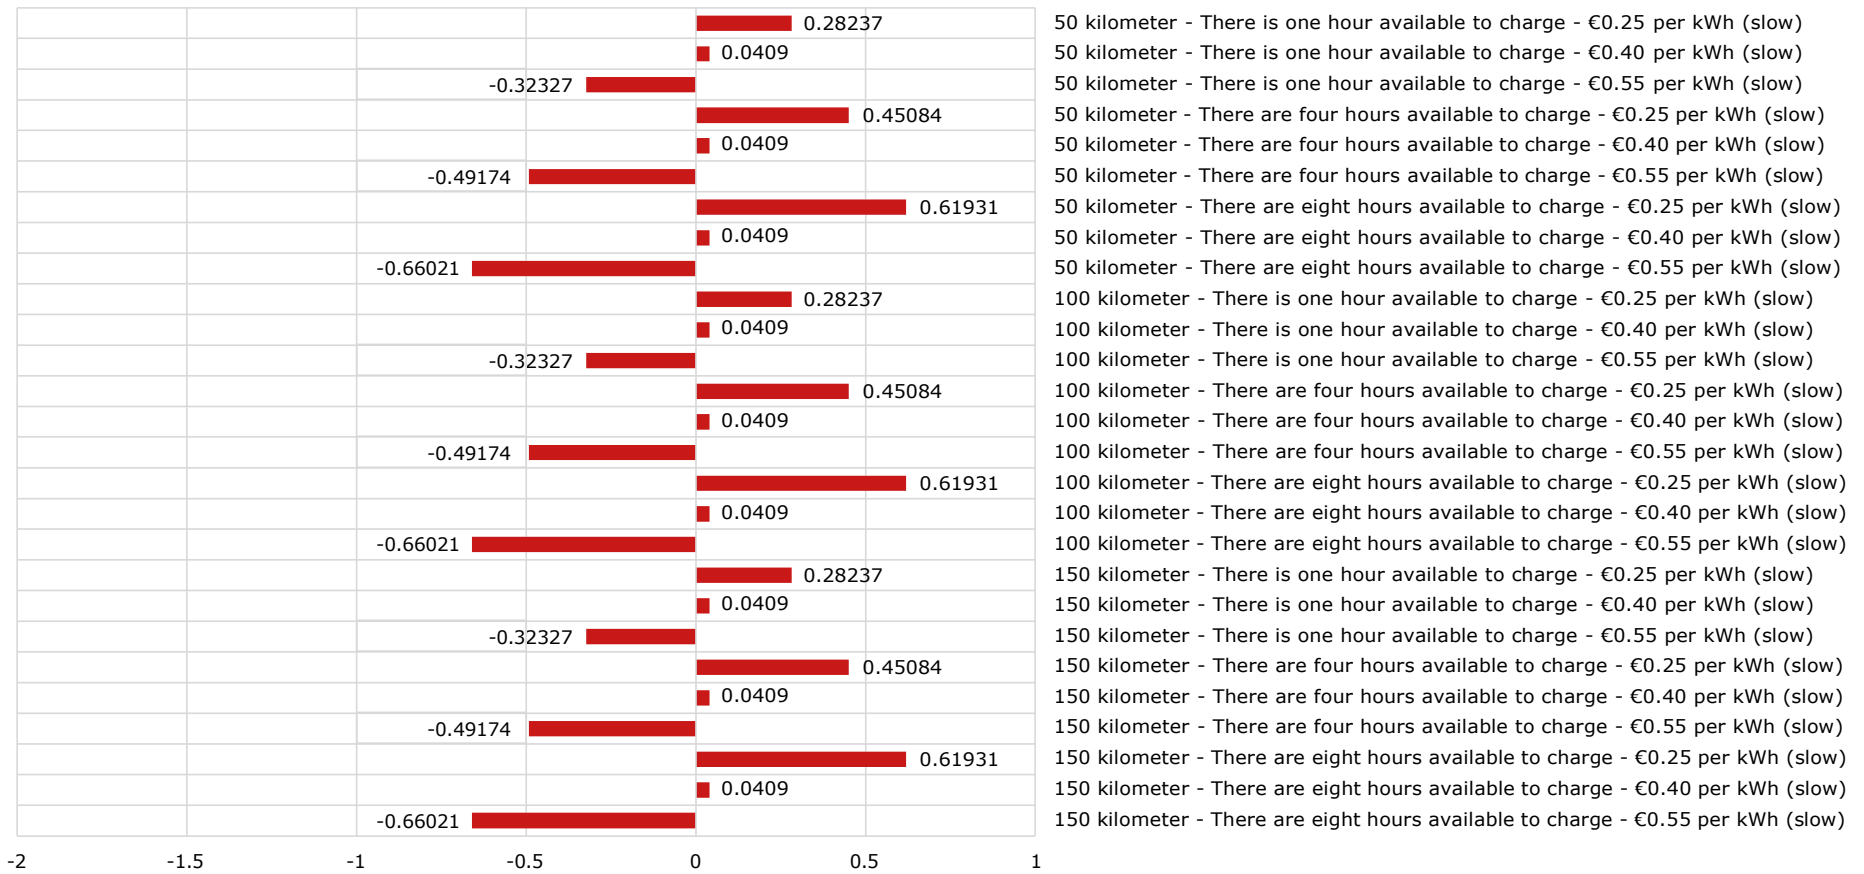 0.28237 50 kilometer - There is one hour available to charge - €0.25 per kWh (slow)
0.0409 50 kilometer - There is one hour available to charge - €0.40 per kWh (slow)
-0.32327 50 kilometer - There is one hour available to charge - €0.55 per kWh (slow)
0.45084 50 kilometer - There are four hours available to charge - €0.25 per kWh (slow)
0.0409 50 kilometer - There are four hours available to charge - €0.40 per kWh (slow)
-0.49174 50 kilometer - There are four hours available to charge - €0.55 per kWh (slow)
0.61931 50 kilometer - There are eight hours available to charge - €0.25 per kWh (slow)
0.0409 50 kilometer - There are eight hours available to charge - €0.40 per kWh (slow)
-0.66021 50 kilometer - There are eight hours available to charge - €0.55 per kWh (slow)
0.28237 100 kilometer - There is one hour available to charge - €0.25 per kWh (slow)
0.0409 100 kilometer - There is one hour available to charge - €0.40 per kWh (slow)
-0.32327 100 kilometer - There is one hour available to charge - €0.55 per kWh (slow)
0.45084 100 kilometer - There are four hours available to charge - €0.25 per kWh (slow)
0.0409 100 kilometer - There are four hours available to charge - €0.40 per kWh (slow)
-0.49174 100 kilometer - There are four hours available to charge - €0.55 per kWh (slow)
0.61931 100 kilometer - There are eight hours available to charge - €0.25 per kWh (slow)
0.0409 100 kilometer - There are eight hours available to charge - €0.40 per kWh (slow)
-0.66021 100 kilometer - There are eight hours available to charge - €0.55 per kWh (slow)
0.28237 150 kilometer - There is one hour available to charge - €0.25 per kWh (slow)
0.0409 150 kilometer - There is one hour available to charge - €0.40 per kWh (slow)
-0.32327 150 kilometer - There is one hour available to charge - €0.55 per kWh (slow)
0.45084 150 kilometer - There are four hours available to charge - €0.25 per kWh (slow)
0.0409 150 kilometer - There are four hours available to charge - €0.40 per kWh (slow)
-0.49174 150 kilometer - There are four hours available to charge - €0.55 per kWh (slow)
0.61931 150 kilometer - There are eight hours available to charge - €0.25 per kWh (slow)
0.0409 150 kilometer - There are eight hours available to charge - €0.40 per kWh (slow)
-0.66021 150 kilometer - There are eight hours available to charge - €0.55 per kWh (slow)
-2 -1.5 -1 -0.5 0 0.5 1